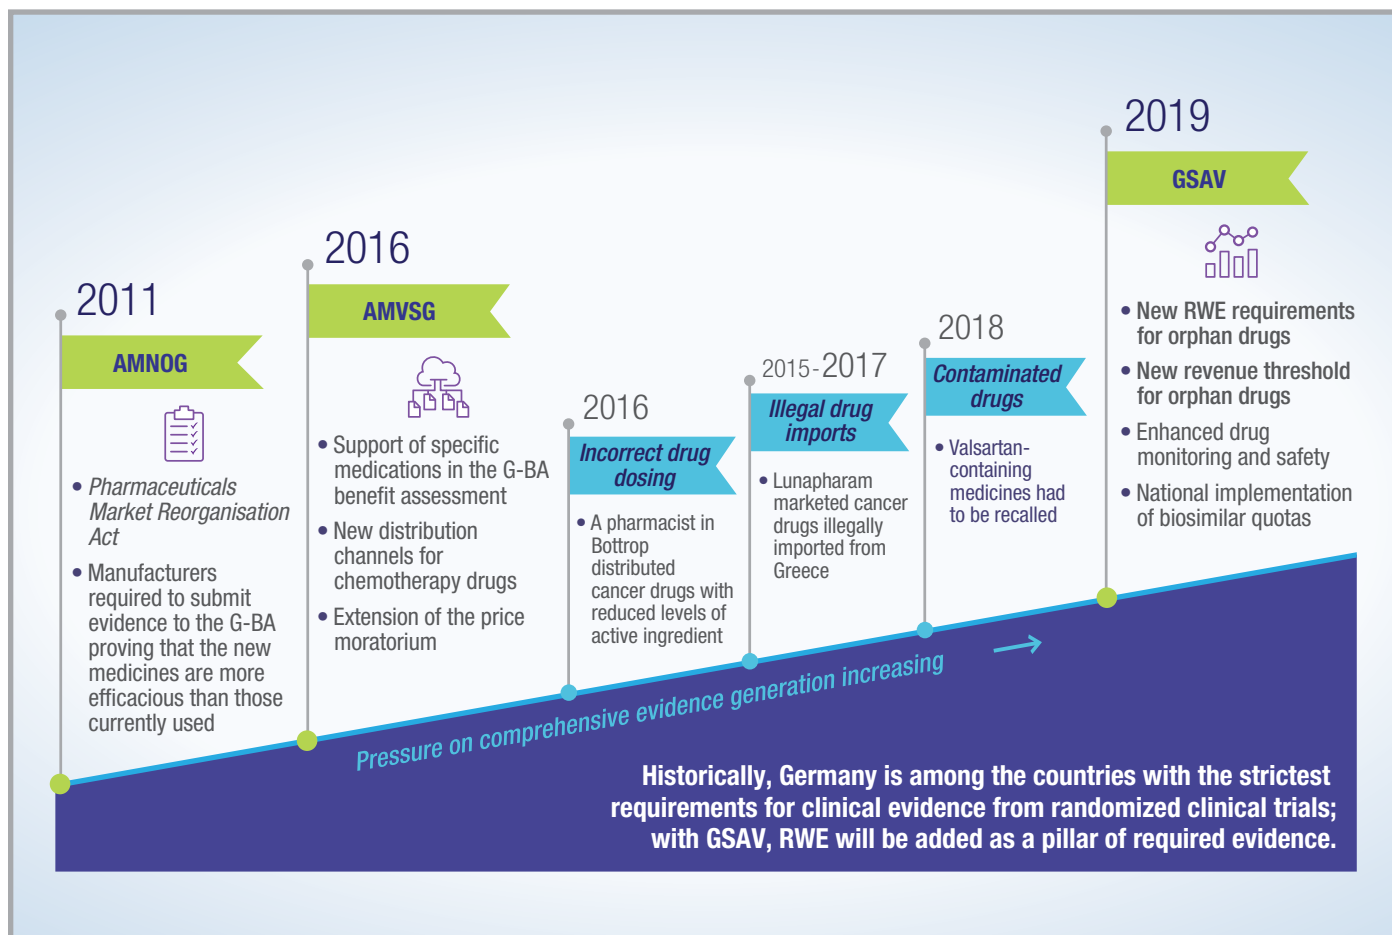 2011
AMNOG
• Pharmaceuticals
Market Reorganisation
Act
• Manufacturers
required to submit
evidence to the G-BA
proving that the new
medicines are more
efficacious than those
currently used
2016
AMVSG
• Support of specific
medications in the G-BA
benefit assessment
• New distribution
channels for
chemotherapy drugs
• Extension of the price
moratorium
2016
Incorrect drug
dosing
• A pharmacist in
Bottrop
distributed
cancer drugs with
reduced levels of
active ingredient
2015-2017
Illegal drug
imports
• Lunapharam
marketed cancer
drugs illegally
imported from
Greece
2018
Contaminated
drugs
• Valsartan-
containing
medicines had
to be recalled
2019
GSAV
• New RWE requirements
for orphan drugs
• New revenue threshold
for orphan drugs
• Enhanced drug
monitoring and safety
• National implementation
of biosimilar quotas
Pressure on comprehensive evidence generation increasing
Historically, Germany is among the countries with the strictest
requirements for clinical evidence from randomized clinical trials;
with GSAV, RWE will be added as a pillar of required evidence.